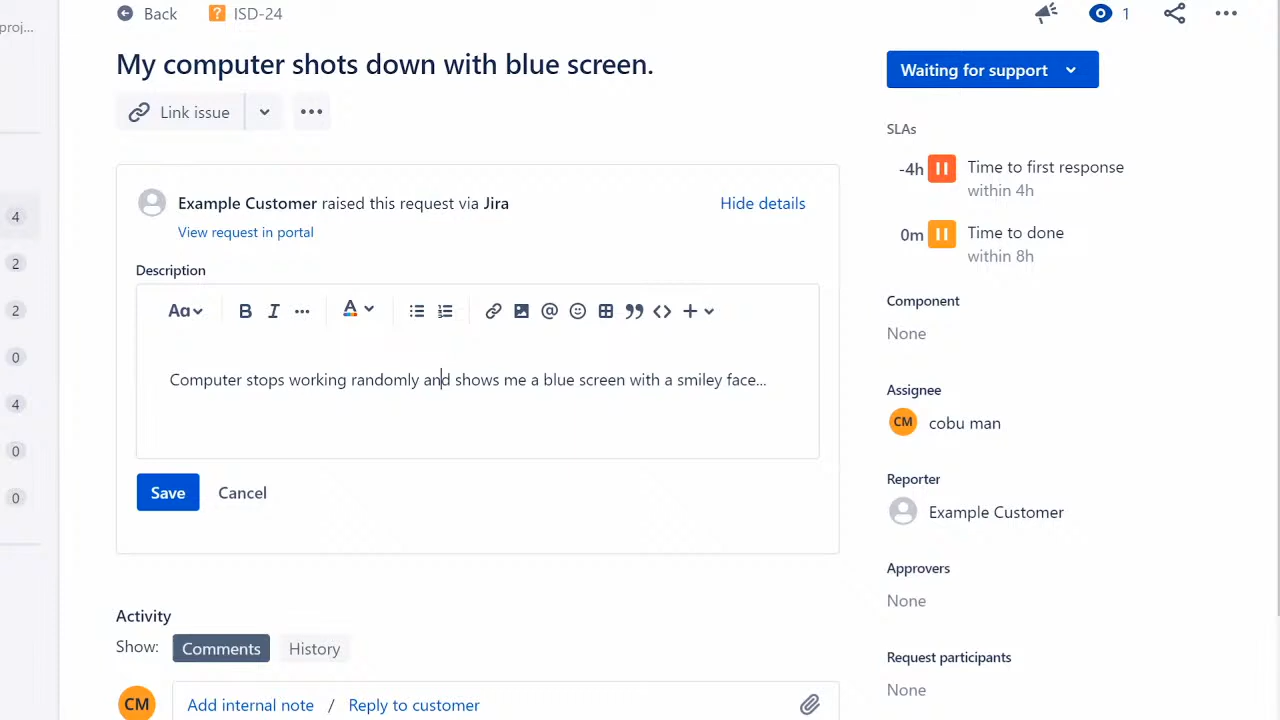 proj...
Back
ISD-24
1
My computer shots down with blue screen.
Link issue
Waiting for support
SLAs
-4h Time to first response
within 4h
0m Time to done
within 8h
Example Customer raised this request via Jira
Hide details
View request in portal
Description
Aa B I A @
Computer stops working randomly and shows me a blue screen with a smiley face...
Save Cancel
4
2
2
0
4
0
0
Component
None
Assignee
CM cobu man
Reporter
Example Customer
Approvers
None
Request participants
None
Activity
Show: Comments History
CM Add internal note / Reply to customer